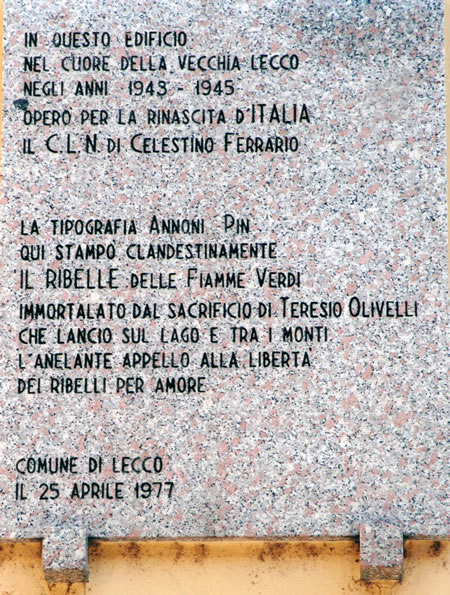 IN QUESTO EDIFICIO
NEL CUORE DELLA VECCHIA LECCO
NEGLI ANNI 1943 - 1945
OPERÒ PER LA RINASCITA D'ITALIA
IL C.L.N. DI CELESTINO FERRARIO
LA TIPOGRAFIA ANNONI PIN
QUI STAMPÒ CLANDESTINAMENTE
IL RIBELLE DELLE FIAMME VERDI
IMMORTALATO DAL SACRIFICIO DI TERESIO OLIVELLI
CHE LANCIÒ SUL LAGO E TRA I MONTI
L'ANELANTE APPELLO ALLA LIBERTÀ
DEI RIBELLI PER AMORE
COMUNE DI LECCO
IL 25 APRILE 1977